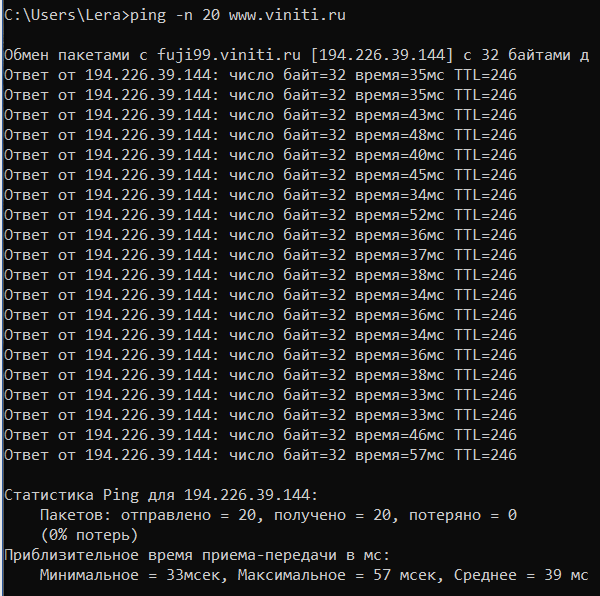 C:\Users\Lera>ping -n 20 www.viniti.ru
Обмен пакетами с fuji99.viniti.ru [194.226.39.144] с 32 байтами д
Ответ от 194.226.39.144: число байт=32 время=35мс TTL=246
Ответ от 194.226.39.144: число байт=32 время=35мс TTL=246
Ответ от 194.226.39.144: число байт=32 время=43мс TTL=246
Ответ от 194.226.39.144: число байт=32 время=48мс TTL=246
Ответ от 194.226.39.144: число байт=32 время=40мс TTL=246
Ответ от 194.226.39.144: число байт=32 время=45мс TTL=246
Ответ от 194.226.39.144: число байт=32 время=34мс TTL=246
Ответ от 194.226.39.144: число байт=32 время=52мс TTL=246
Ответ от 194.226.39.144: число байт=32 время=36мс TTL=246
Ответ от 194.226.39.144: число байт=32 время=37мс TTL=246
Ответ от 194.226.39.144: число байт=32 время=38мс TTL=246
Ответ от 194.226.39.144: число байт=32 время=34мс TTL=246
Ответ от 194.226.39.144: число байт=32 время=36мс TTL=246
Ответ от 194.226.39.144: число байт=32 время=34мс TTL=246
Ответ от 194.226.39.144: число байт=32 время=36мс TTL=246
Ответ от 194.226.39.144: число байт=32 время=38мс TTL=246
Ответ от 194.226.39.144: число байт=32 время=33мс TTL=246
Ответ от 194.226.39.144: число байт=32 время=33мс TTL=246
Ответ от 194.226.39.144: число байт=32 время=46мс TTL=246
Ответ от 194.226.39.144: число байт=32 время=57мс TTL=246
Статистика Ping для 194.226.39.144:
Пакетов: отправлено = 20, получено = 20, потеряно = 0
(0% потерь)
Приблизительное время приема-передачи в мс:
Минимальное = 33мсек, Максимальное = 57 мсек, Среднее = 39 мс